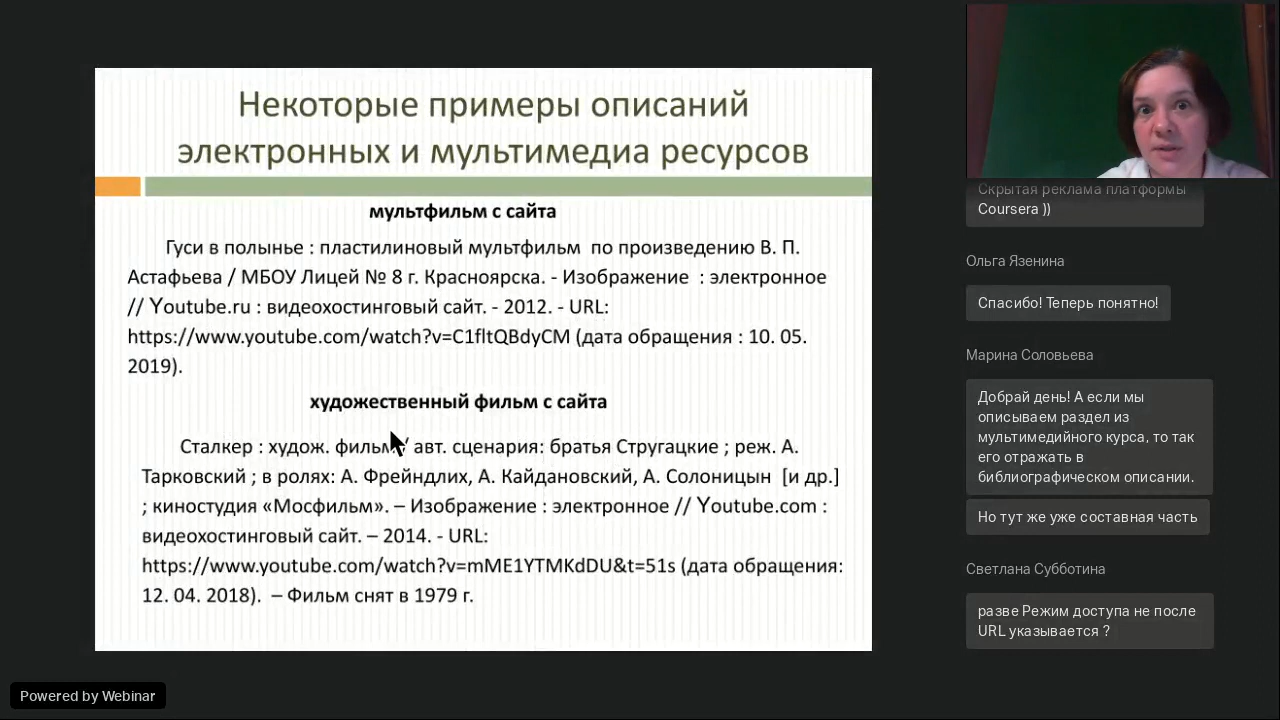 Некоторые примеры описаний
электронных и мультимедиа ресурсов
мультфильм с сайта
Гуси в полынье : пластилиновый мультфильм по произведению В. П.
Астафьева / МБОУ Лицей № 8 г. Красноярска. - Изображение : электронное
// Youtube.ru : видеохостинговый сайт. - 2012. - URL:
https://www.youtube.com/watch?v=C1fltQBdyCM (дата обращения : 10. 05.
2019).
художественный фильм с сайта
Сталкер : худож. фильм / авт. сценария: братья Стругацкие ; реж. А.
Тарковский ; в ролях: А. Фрейндлих, А. Кайдановский, А. Солоницын [и др.]
; киностудия «Мосфильм». – Изображение : электронное // Youtube.com :
видеохостинговый сайт. – 2014. - URL:
https://www.youtube.com/watch?v=mME1YTMKdDU&t=51s (дата обращения:
12. 04. 2018). – Фильм снят в 1979 г.
Скрытая реклама платформы
Coursera ))
Ольга Язенина
Спасибо! Теперь понятно!
Марина Соловьева
Добрай день! А если мы
описываем раздел из
мультимедийного курса, то так
его отражать в
библиографическом описании.
Но тут же уже составная часть
Светлана Субботина
разве Режим доступа не после
URL указывается ?
Powered by Webinar